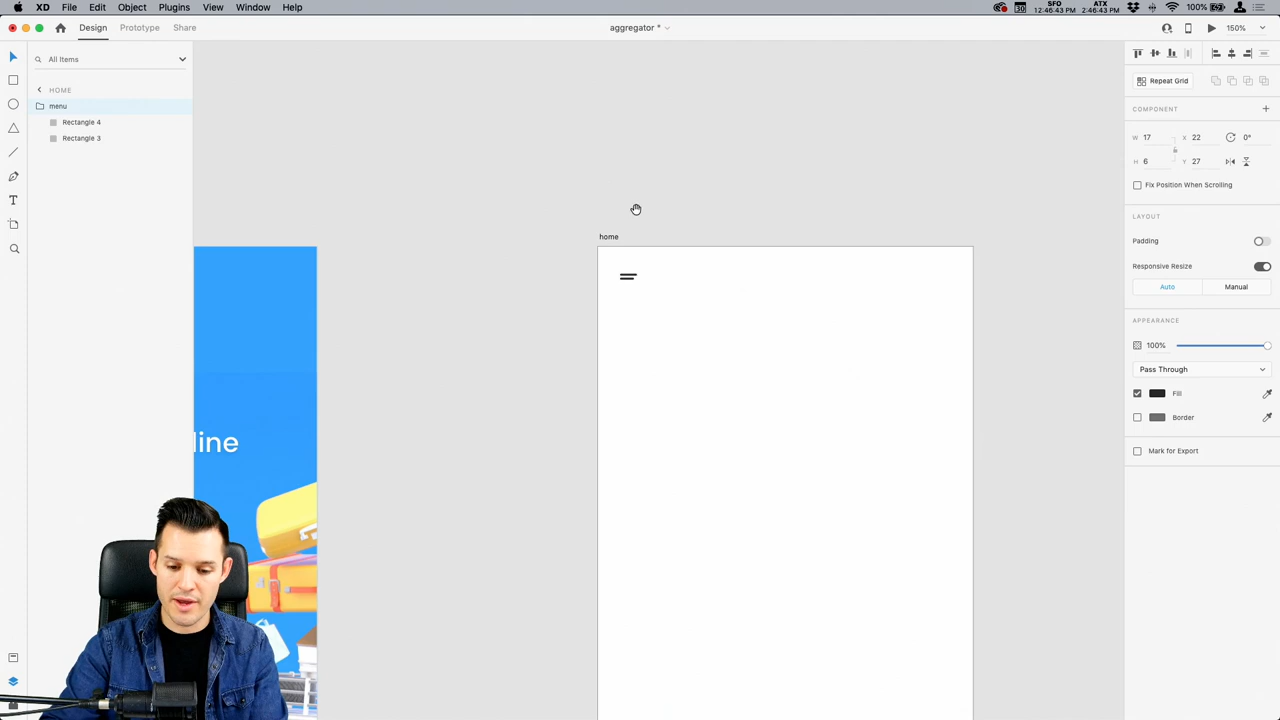 XD File Edit Object Plugins View Window Help
SFO
12:46:43 PM
ATX
2:46:43 PM
100%
Design Prototype Share
aggregator *
150%
All Items
HOME
menu
Rectangle 4
Rectangle 3
line
home
Repeat Grid
COMPONENT
W 17 X 22 0°
H 6 Y 27
Fix Position When Scrolling
LAYOUT
Padding
Responsive Resize
Auto Manual
APPEARANCE
100%
Pass Through
Fill
Border
Mark for Export